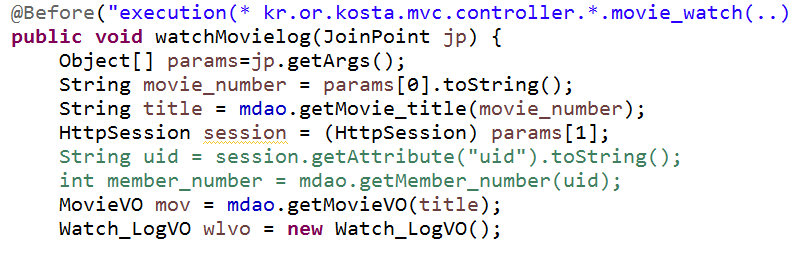 @Before("execution(* kr.or.kosta.mvc.controller.*.movie_watch(..)
public void watchMovielog(JoinPoint jp) {
Object[] params=jp.getArgs();
String movie_number = params[0].toString();
String title = mdao.getMovie_title(movie_number);
HttpSession session = (HttpSession) params[1];
String uid = session.getAttribute("uid").toString();
int member_number = mdao.getMember_number(uid);
MovieVO mov = mdao.getMovieVO(title);
Watch_LogVO wlvo = new Watch_LogVO();